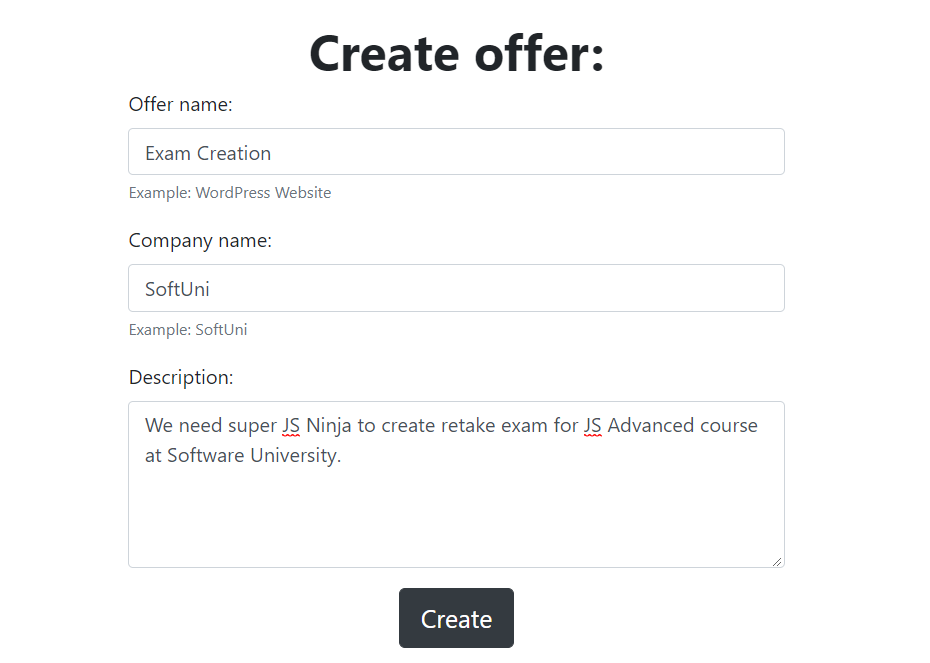 Create offer:
Offer name:
Exam Creation
Example: WordPress Website
Company name:
SoftUni
Example: SoftUni
Description:
We need super JS Ninja to create retake exam for JS Advanced course
at Software University.
Create